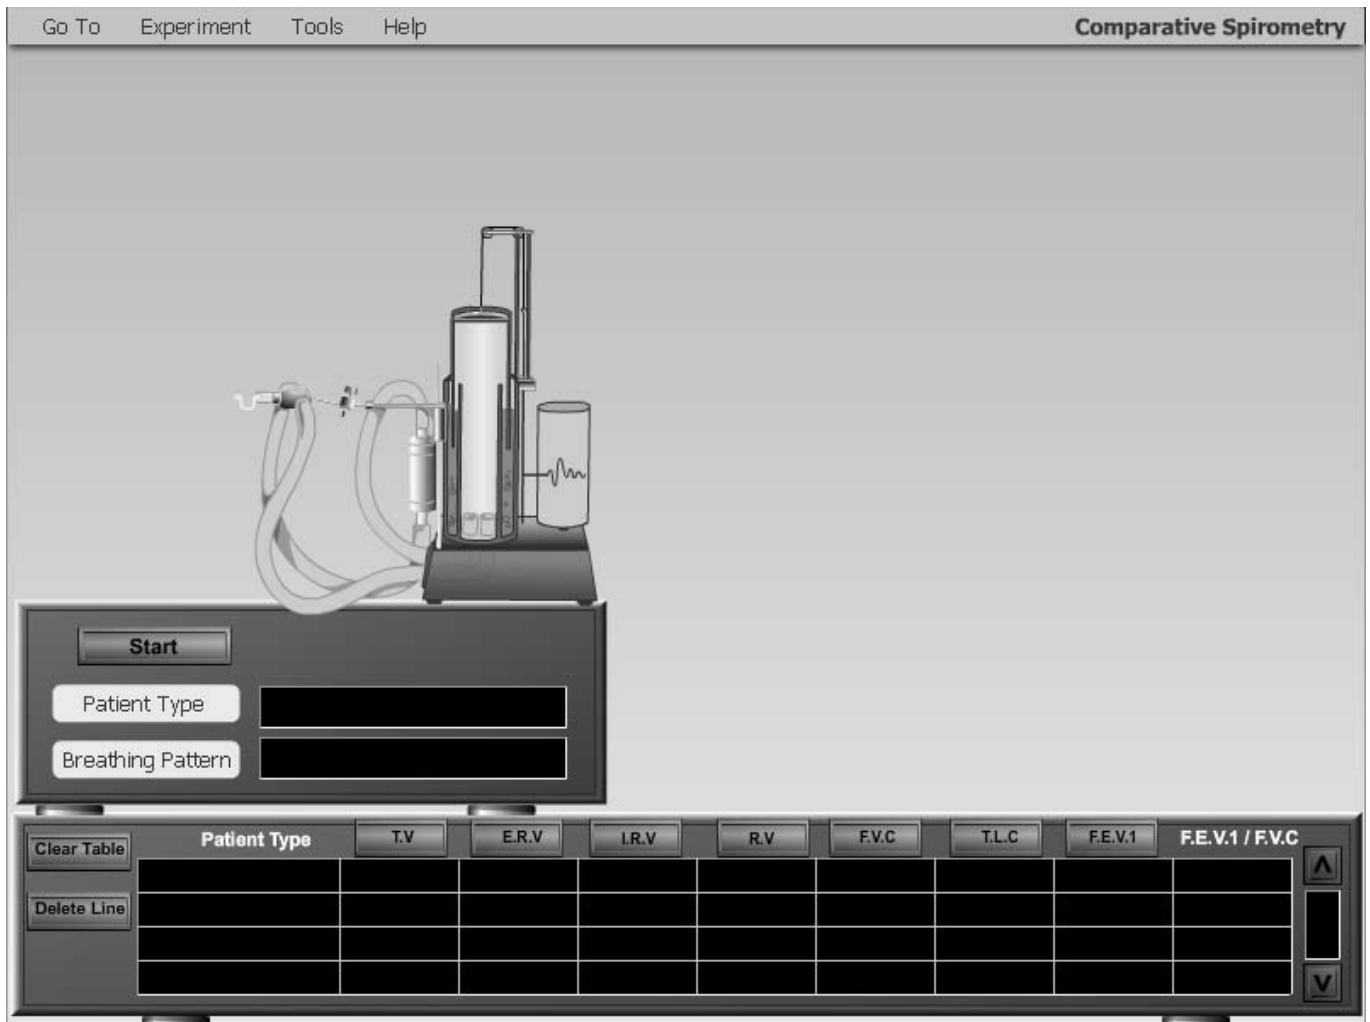 Go To Experiment Tools Help Comparative Spirometry
Start
Patient Type
Breathing Pattern
Clear Table Patient Type T.V E.R.V I.R.V R.V F.V.C T.L.C F.E.V.1 F.E.V.1 / F.V.C
Delete Line